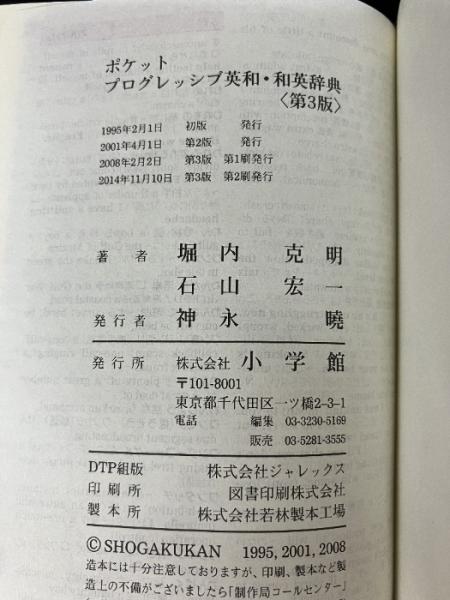 ポケット
プログレッシブ英和・和英辞典
〈第3版〉
1995年2月1日 初版 発行
2001年4月1日 第2版 発行
2008年2月2日 第3版 第1刷発行
2014年11月10日 第3版 第2刷発行
著者 堀内克明
石山宏一
発行者 神永曉
発行所 株式会社 小学館
〒101-8001
東京都千代田区一ツ橋2-3-1
電話 編集 03-3230-5169
販売 03-5281-3555
DTP組版 株式会社ジャレックス
印刷所 図書印刷株式会社
製本所 株式会社若林製本工場
©SHOGAKUKAN 1995, 2001, 2008
造本には十分注意しておりますが、印刷、製本など製
造上の不備がございましたら「制作局コールセンター」